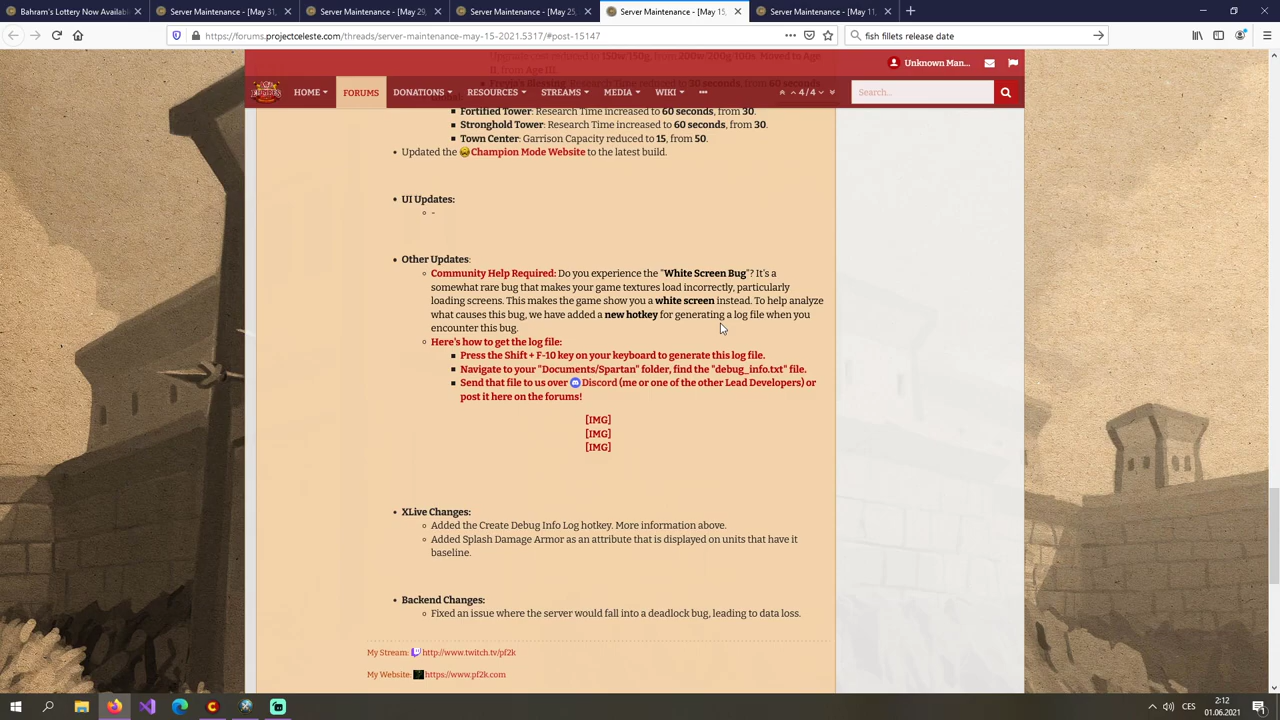 Bahram's Lottery Now Availabl
Server Maintenance - [May 31,
Server Maintenance - [May 29,
Server Maintenance - [May 25,
Server Maintenance - [May 15,
Server Maintenance - [May 11,
https://forums.projectceleste.com/threads/server-maintenance-may-15-2021.5317/#post-15147
fish fillets release date
Unknown Man...
HOME
FORUMS
DONATIONS
RESOURCES
STREAMS
MEDIA
WIKI
4/4
Search...
Fortified Tower: Research Time increased to 60 seconds, from 30.
Stronghold Tower: Research Time increased to 60 seconds, from 30.
Town Center: Garrison Capacity reduced to 15, from 50.
Updated the Champion Mode Website to the latest build.
UI Updates:
-
Other Updates:
Community Help Required: Do you experience the "White Screen Bug"? It's a
somewhat rare bug that makes your game textures load incorrectly, particularly
loading screens. This makes the game show you a white screen instead. To help analyze
what causes this bug, we have added a new hotkey for generating a log file when you
encounter this bug.
Here's how to get the log file:
Press the Shift + F-10 key on your keyboard to generate this log file.
Navigate to your "Documents/Spartan" folder, find the "debug_info.txt" file.
Send that file to us over Discord (me or one of the other Lead Developers) or
post it here on the forums!
[IMG]
[IMG]
[IMG]
XLive Changes:
Added the Create Debug Info Log hotkey. More information above.
Added Splash Damage Armor as an attribute that is displayed on units that have it
baseline.
Backend Changes:
Fixed an issue where the server would fall into a deadlock bug, leading to data loss.
My Stream: http://www.twitch.tv/pf2k
My Website: https://www.pf2k.com
CES
2:12
01.06.2021